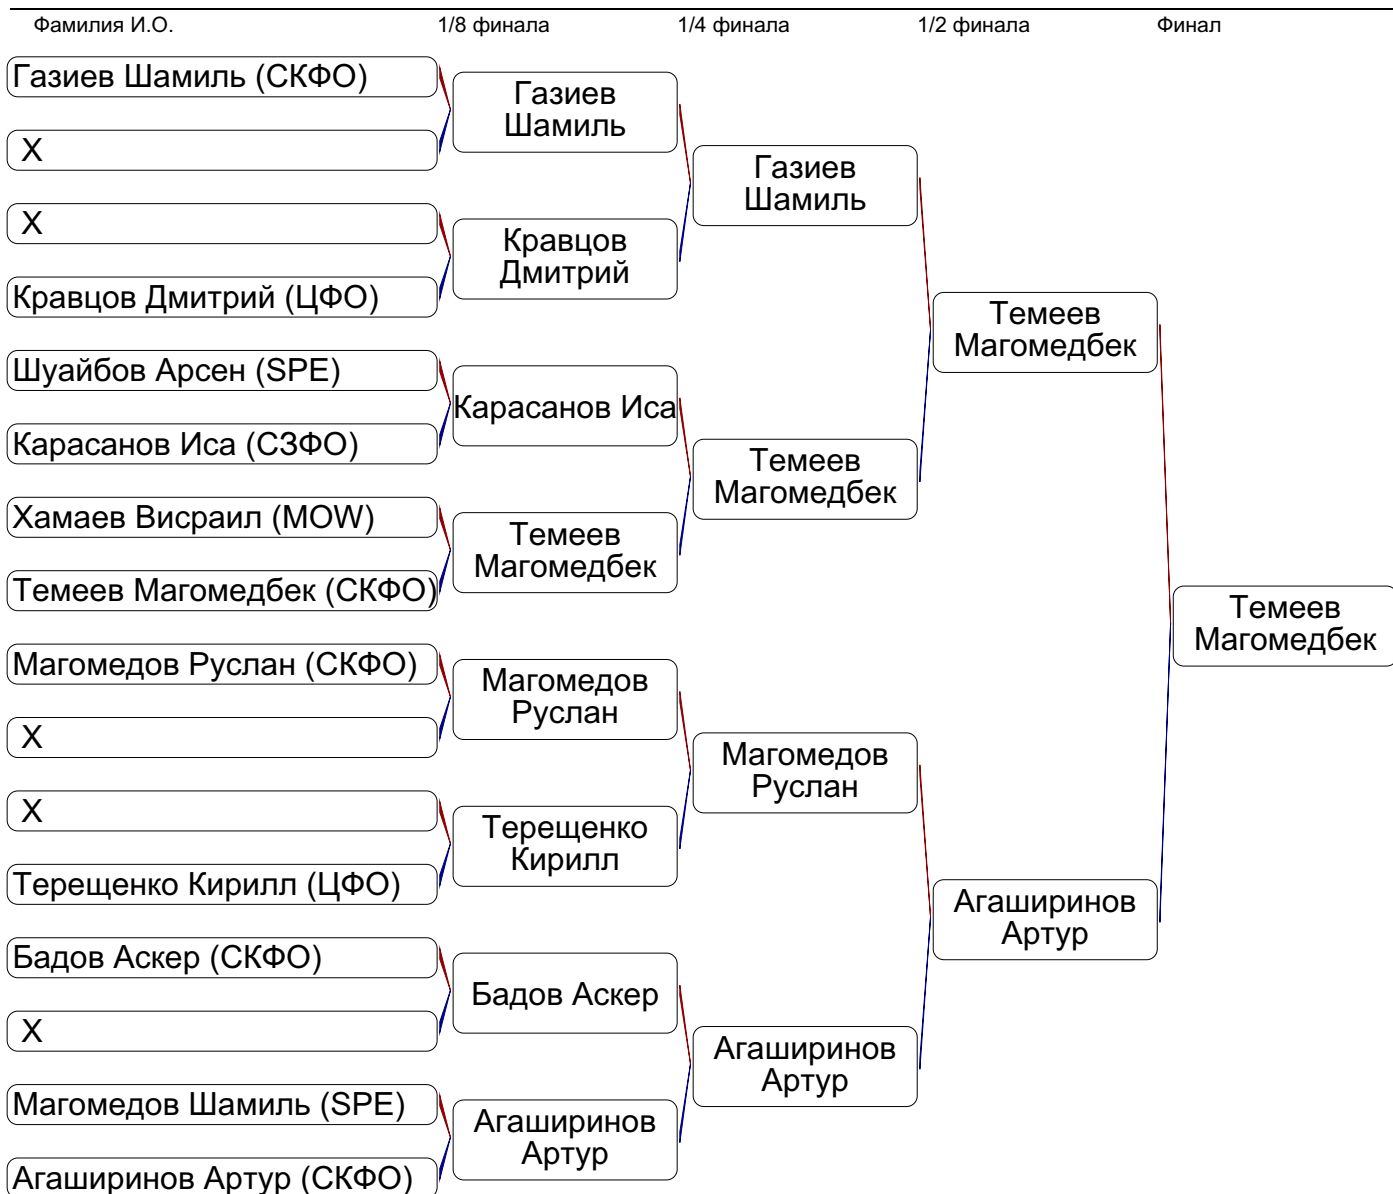 Фамилия И.О. 1/8 финала 1/4 финала 1/2 финала Финал
Газиев Шамиль (СКФО)
X
X
Кравцов Дмитрий (ЦФО)
Шуайбов Арсен (SPE)
Карасанов Иса (СЗФО)
Хамаев Висраил (MOW)
Темеев Магомедбек (СКФО)
Магомедов Руслан (СКФО)
X
X
Терещенко Кирилл (ЦФО)
Бадов Аскер (СКФО)
X
Магомедов Шамиль (SPE)
Агаширинов Артур (СКФО)
Газиев
Шамиль
Кравцов
Дмитрий
Карасанов Иса
Темеев
Магомедбек
Магомедов
Руслан
Терещенко
Кирилл
Бадов Аскер
Агаширинов
Артур
Газиев
Шамиль
Темеев
Магомедбек
Магомедов
Руслан
Агаширинов
Артур
Темеев
Магомедбек
Агаширинов
Артур
Темеев
Магомедбек